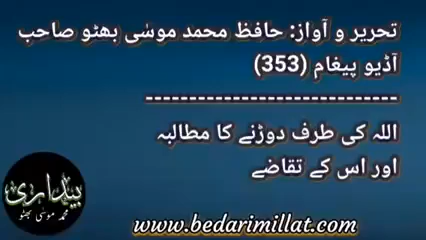 تحریر و آواز: حافظ محمد موسٰی بھٹو صاحب
آڈیو پیغام (353)
-----------------------------
اللہ کی طرف دوڑنے کا مطالبہ
اور اس کے تقاضے
بیداری
محمد موسیٰ بھٹو
www.bedarimillat.com